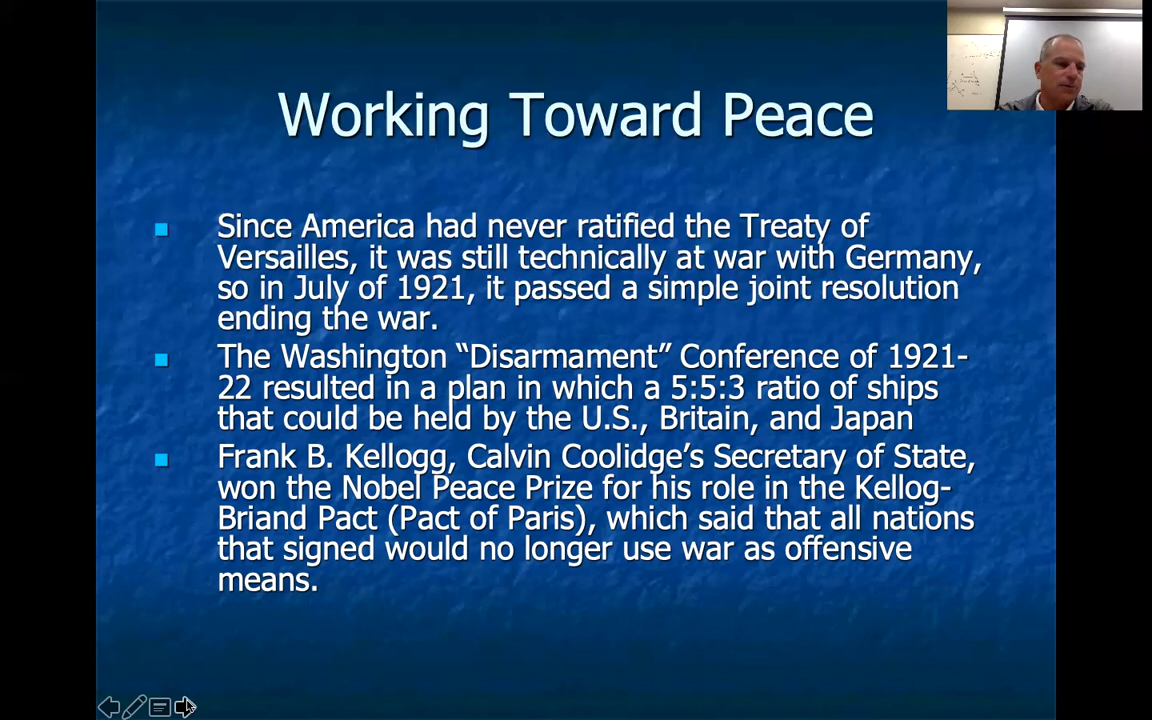 Working Toward Peace
Since America had never ratified the Treaty of
Versailles, it was still technically at war with Germany,
so in July of 1921, it passed a simple joint resolution
ending the war.
The Washington “Disarmament” Conference of 1921-
22 resulted in a plan in which a 5:5:3 ratio of ships
that could be held by the U.S., Britain, and Japan
Frank B. Kellogg, Calvin Coolidge’s Secretary of State,
won the Nobel Peace Prize for his role in the Kellog-
Briand Pact (Pact of Paris), which said that all nations
that signed would no longer use war as offensive
means.